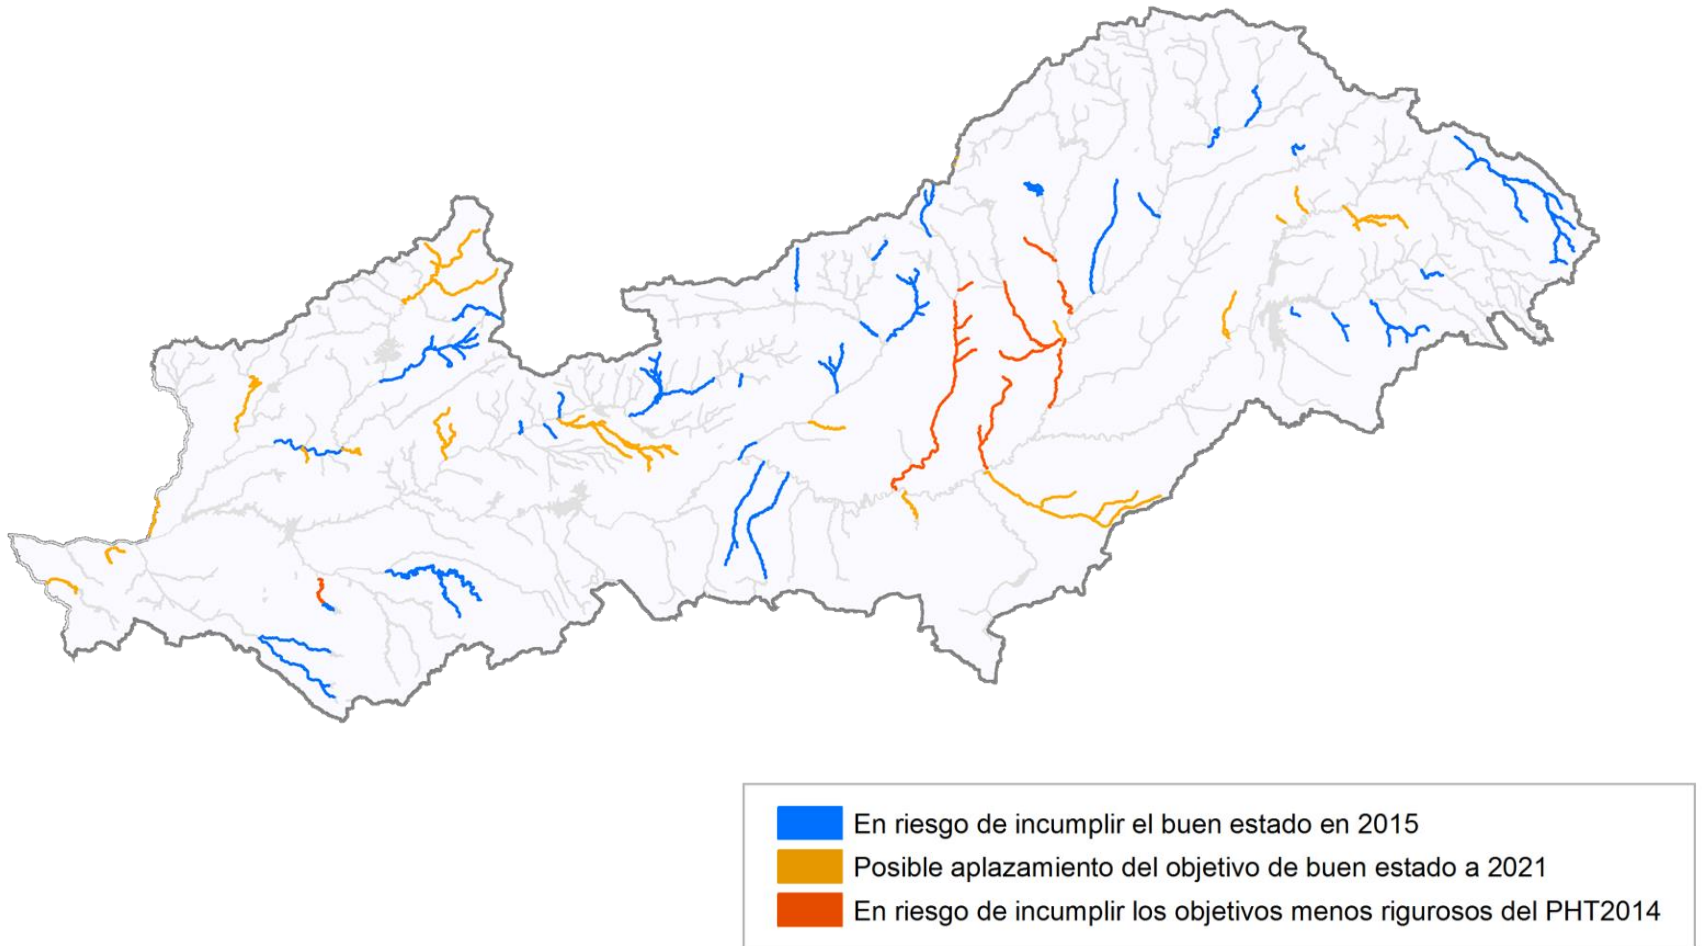 En riesgo de incumplir el buen estado en 2015
Posible aplazamiento del objetivo de buen estado a 2021
En riesgo de incumplir los objetivos menos rigurosos del PHT2014